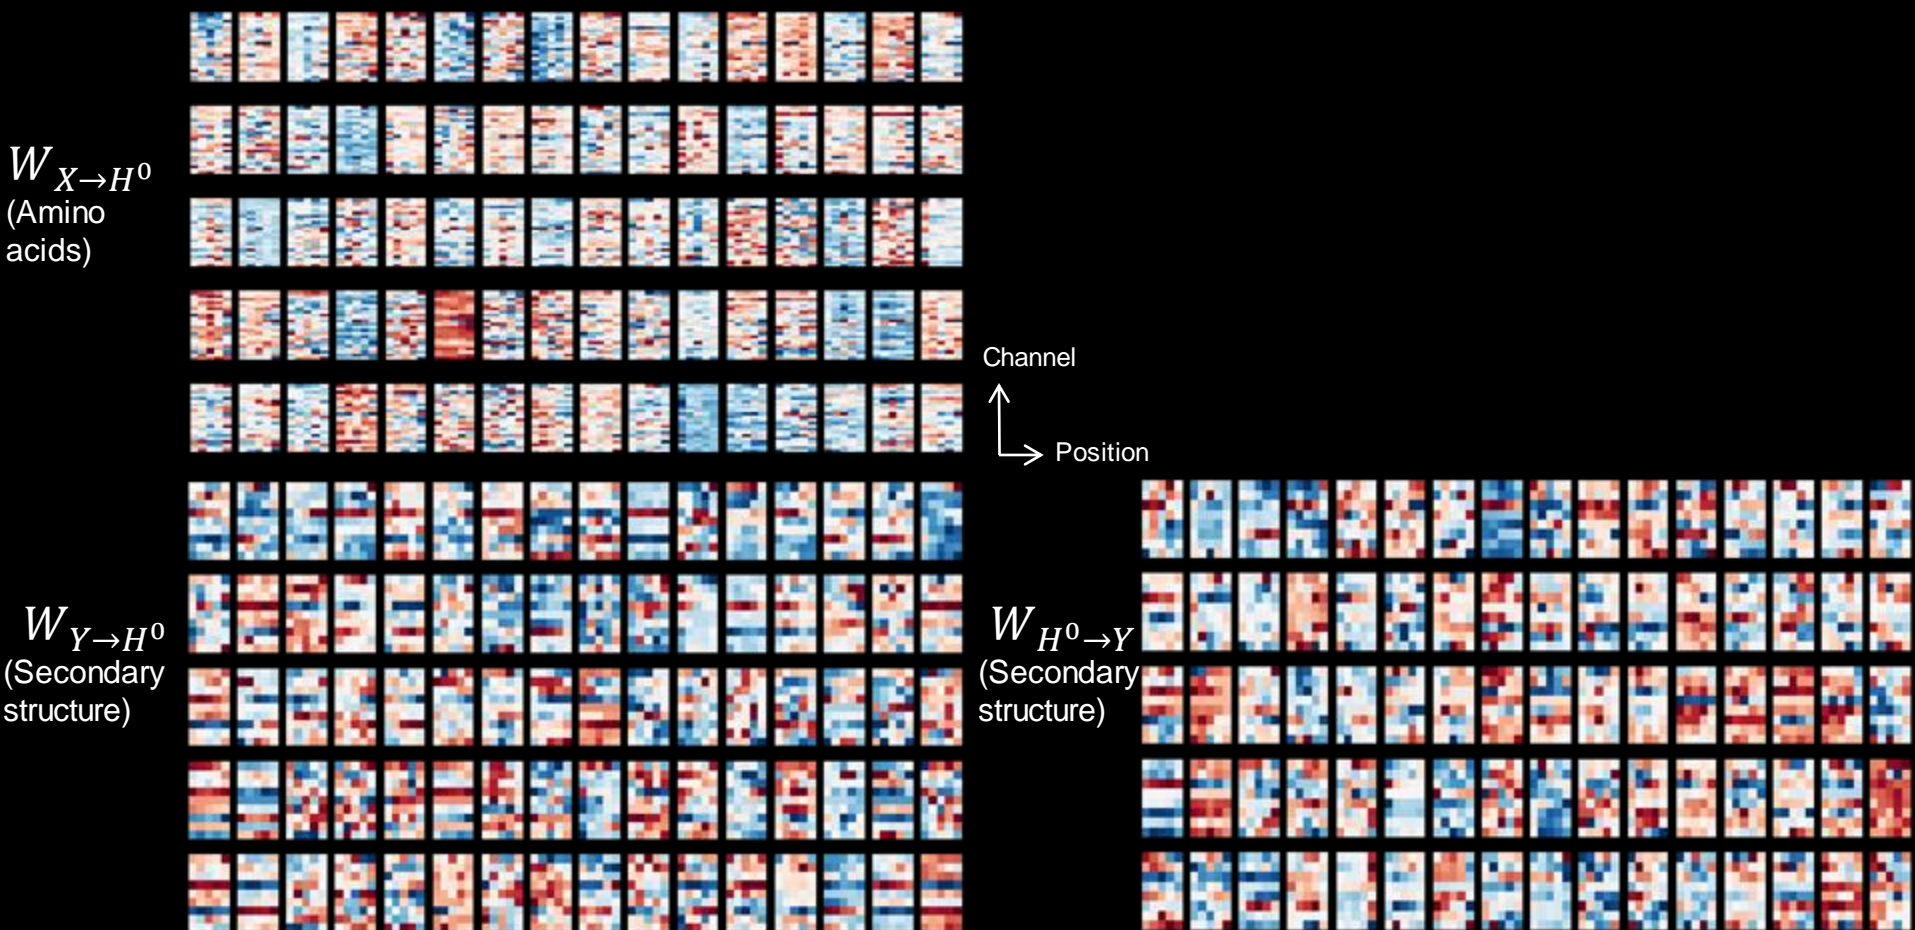 W_{X→H^0}
(Amino
acids)
Channel
Position
W_{Y→H^0}
(Secondary
structure)
W_{H^0→Y}
(Secondary
structure)